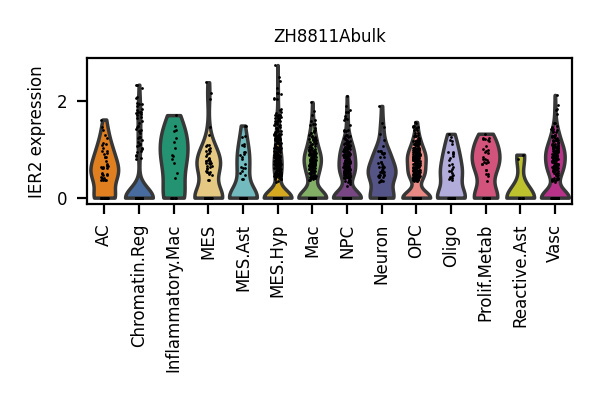 ZH8811Abulk
IER2 expression
2
0
AC
Chromatin.Reg
Inflammatory.Mac
MES
MES.Ast
MES.Hyp
Mac
NPC
Neuron
OPC
Oligo
Prolif.Metab
Reactive.Ast
Vasc